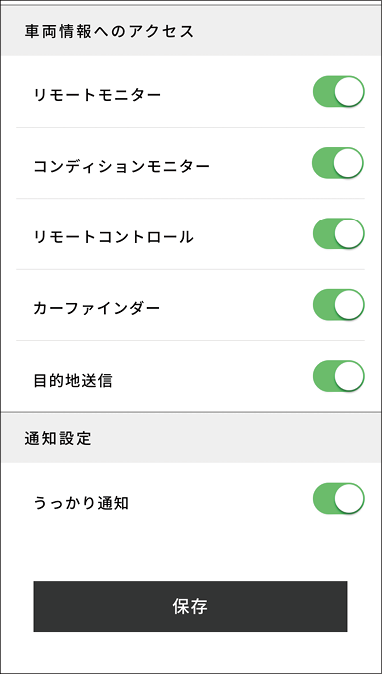 車両情報へのアクセス
リモートモニター
コンディションモニター
リモートコントロール
カーファインダー
目的地送信
通知設定
うっかり通知
保存